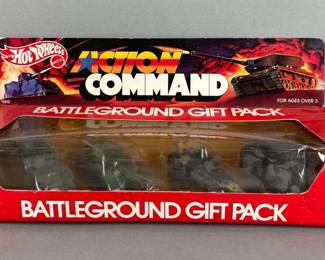 Hot Wheels
ACTION
COMMAND
FOR AGES OVER 3
BATTLEGROUND GIFT PACK
BATTLEGROUND GIFT PACK